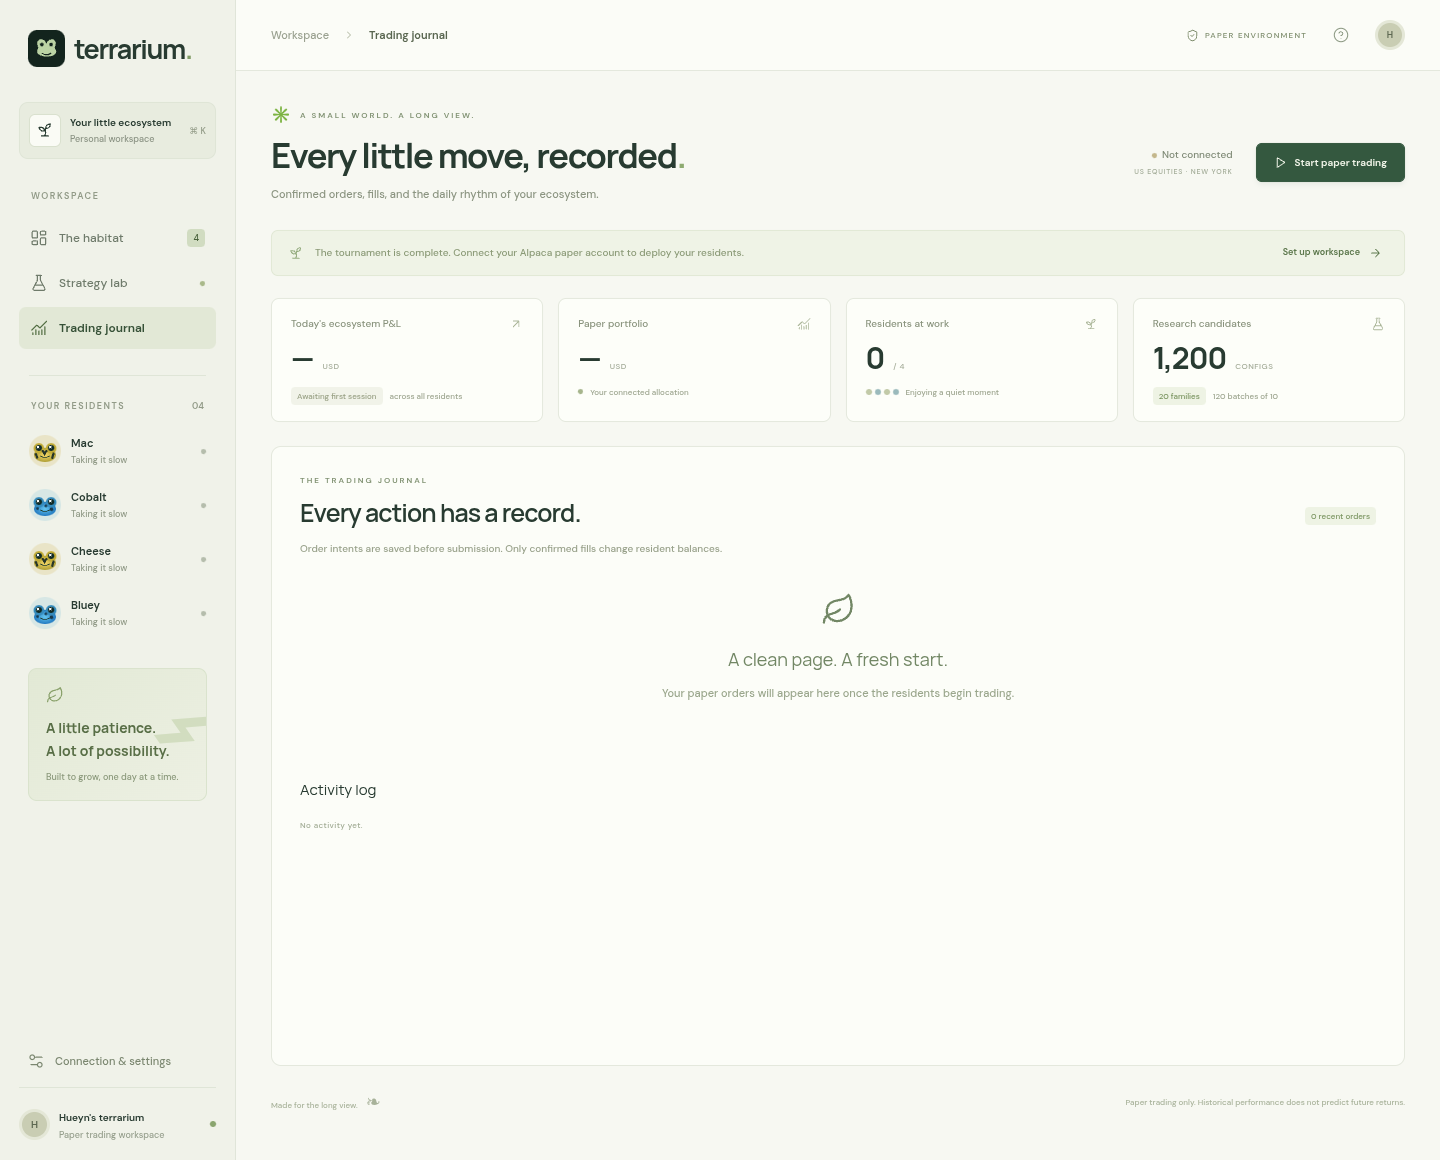 terrarium.
Your little ecosystem
Personal workspace
⌘ K
WORKSPACE
The habitat
4
Strategy lab
Trading journal
YOUR RESIDENTS
04
Mac
Taking it slow
Cobalt
Taking it slow
Cheese
Taking it slow
Bluey
Taking it slow
A little patience.
A lot of possibility.
Built to grow, one day at a time.
Connection & settings
H
Hueyn's terrarium
Paper trading workspace
Workspace
Trading journal
PAPER ENVIRONMENT
H
A SMALL WORLD. A LONG VIEW.
Every little move, recorded.
Confirmed orders, fills, and the daily rhythm of your ecosystem.
Not connected
US EQUITIES · NEW YORK
Start paper trading
The tournament is complete. Connect your Alpaca paper account to deploy your residents.
Set up workspace
Today's ecosystem P&L
— USD
Awaiting first session across all residents
Paper portfolio
— USD
Your connected allocation
Residents at work
0 / 4
Enjoying a quiet moment
Research candidates
1,200 CONFIGS
20 families 120 batches of 10
THE TRADING JOURNAL
Every action has a record.
0 recent orders
Order intents are saved before submission. Only confirmed fills change resident balances.
A clean page. A fresh start.
Your paper orders will appear here once the residents begin trading.
Activity log
No activity yet.
Made for the long view.
Paper trading only. Historical performance does not predict future returns.